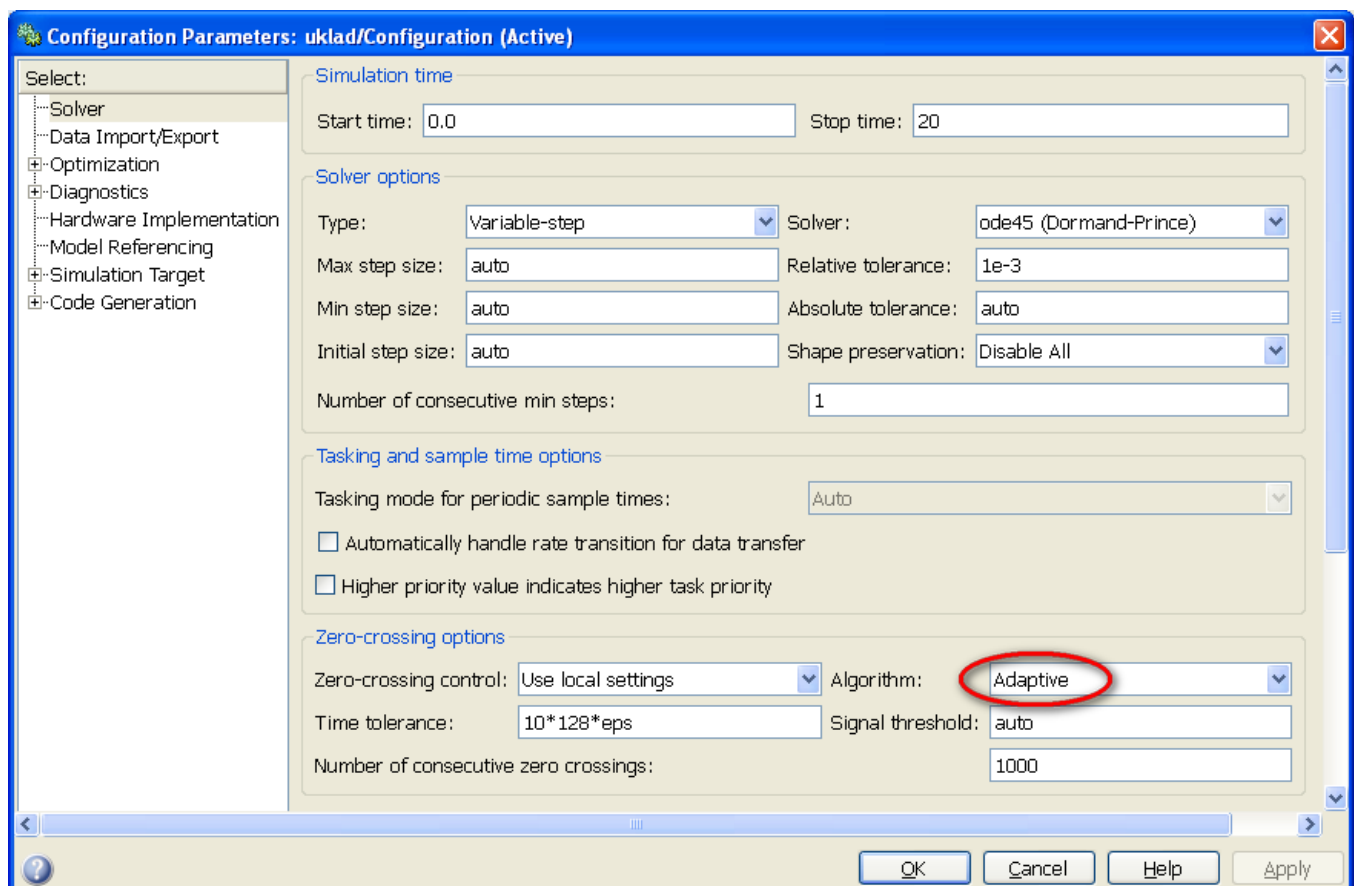 Configuration Parameters: uklad/Configuration (Active)
Select:
Solver
Data Import/Export
Optimization
Diagnostics
Hardware Implementation
Model Referencing
Simulation Target
Code Generation
Simulation time
Start time: 0.0 Stop time: 20
Solver options
Type: Variable-step Solver: ode45 (Dormand-Prince)
Max step size: auto Relative tolerance: 1e-3
Min step size: auto Absolute tolerance: auto
Initial step size: auto Shape preservation: Disable All
Number of consecutive min steps: 1
Tasking and sample time options
Tasking mode for periodic sample times: Auto
Automatically handle rate transition for data transfer
Higher priority value indicates higher task priority
Zero-crossing options
Zero-crossing control: Use local settings Algorithm: Adaptive
Time tolerance: 10*128*eps Signal threshold: auto
Number of consecutive zero crossings: 1000
OK Cancel Help Apply